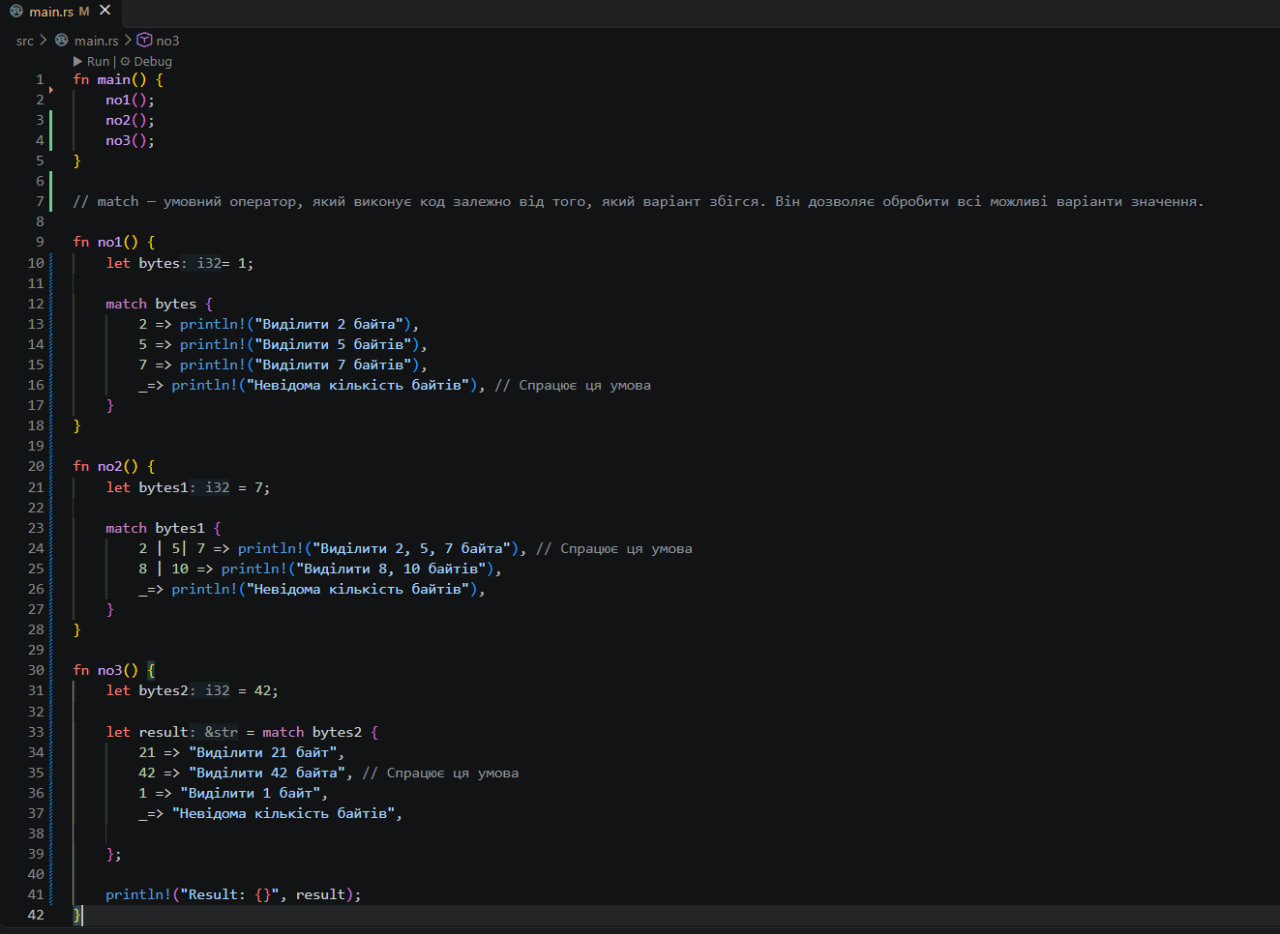 main.rs M
src > main.rs > no3
Run | Debug
1 fn main() {
2     no1();
3     no2();
4     no3();
5 }
6
7 // match — умовний оператор, який виконує код залежно від того, який варіант збігся. Він дозволяє обробити всі можливі варіанти значення.
8
9 fn no1() {
10     let bytes: i32= 1;
11
12     match bytes {
13         2 => println!("Виділити 2 байта"),
14         5 => println!("Виділити 5 байтів"),
15         7 => println!("Виділити 7 байтів"),
16         _=> println!("Невідома кількість байтів"), // Спрацює ця умова
17     }
18 }
19
20 fn no2() {
21     let bytes1: i32 = 7;
22
23     match bytes1 {
24         2 | 5| 7 => println!("Виділити 2, 5, 7 байта"), // Спрацює ця умова
25         8 | 10 => println!("Виділити 8, 10 байтів"),
26         _=> println!("Невідома кількість байтів"),
27     }
28 }
29
30 fn no3() {
31     let bytes2: i32 = 42;
32
33     let result: &str = match bytes2 {
34         21 => "Виділити 21 байт",
35         42 => "Виділити 42 байта", // Спрацює ця умова
36         1 => "Виділити 1 байт",
37         _=> "Невідома кількість байтів",
38
39     };
40
41     println!("Result: {}", result);
42 }